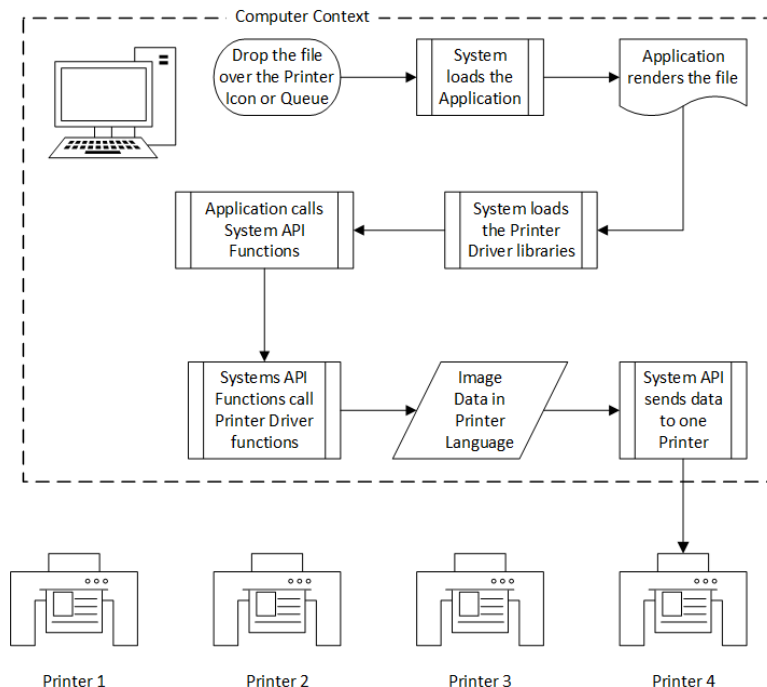 Computer Context
Drop the file
over the Printer
Icon or Queue
System
loads the
Application
Application
renders the file
Application calls
System API
Functions
System loads
the Printer
Driver libraries
Systems API
Functions call
Printer Driver
functions
Image
Data in
Printer
Language
System API
sends data
to one
Printer
Printer 1
Printer 2
Printer 3
Printer 4